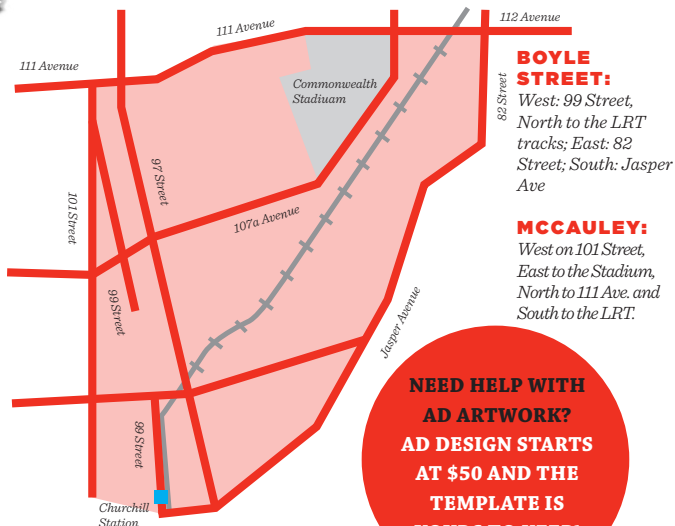 112 Avenue
111 Avenue
111 Avenue
Commonwealth
Stadiuam
82 Street
97 Street
101 Street
107a Avenue
99 Street
Jasper Avenue
99 Street
Churchill
Station
BOYLE
STREET:
West: 99 Street,
North to the LRT
tracks; East: 82
Street; South: Jasper
Ave
MCCAULEY:
West on 101 Street,
East to the Stadium,
North to 111 Ave. and
South to the LRT.
NEED HELP WITH
AD ARTWORK?
AD DESIGN STARTS
AT $50 AND THE
TEMPLATE IS